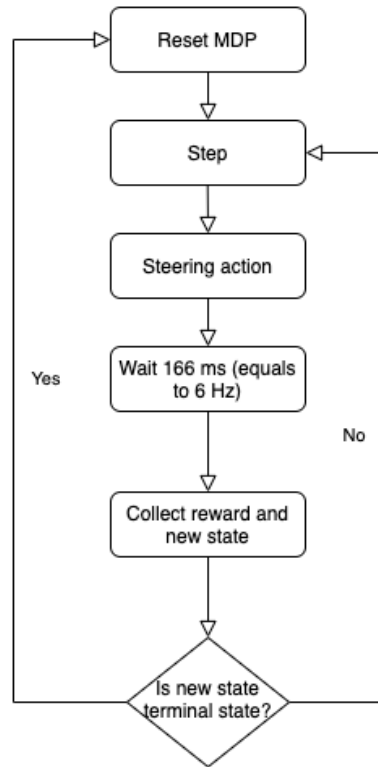 Reset MDP
Step
Steering action
Wait 166 ms (equals
to 6 Hz)
Yes
No
Collect reward and
new state
Is new state
terminal state?